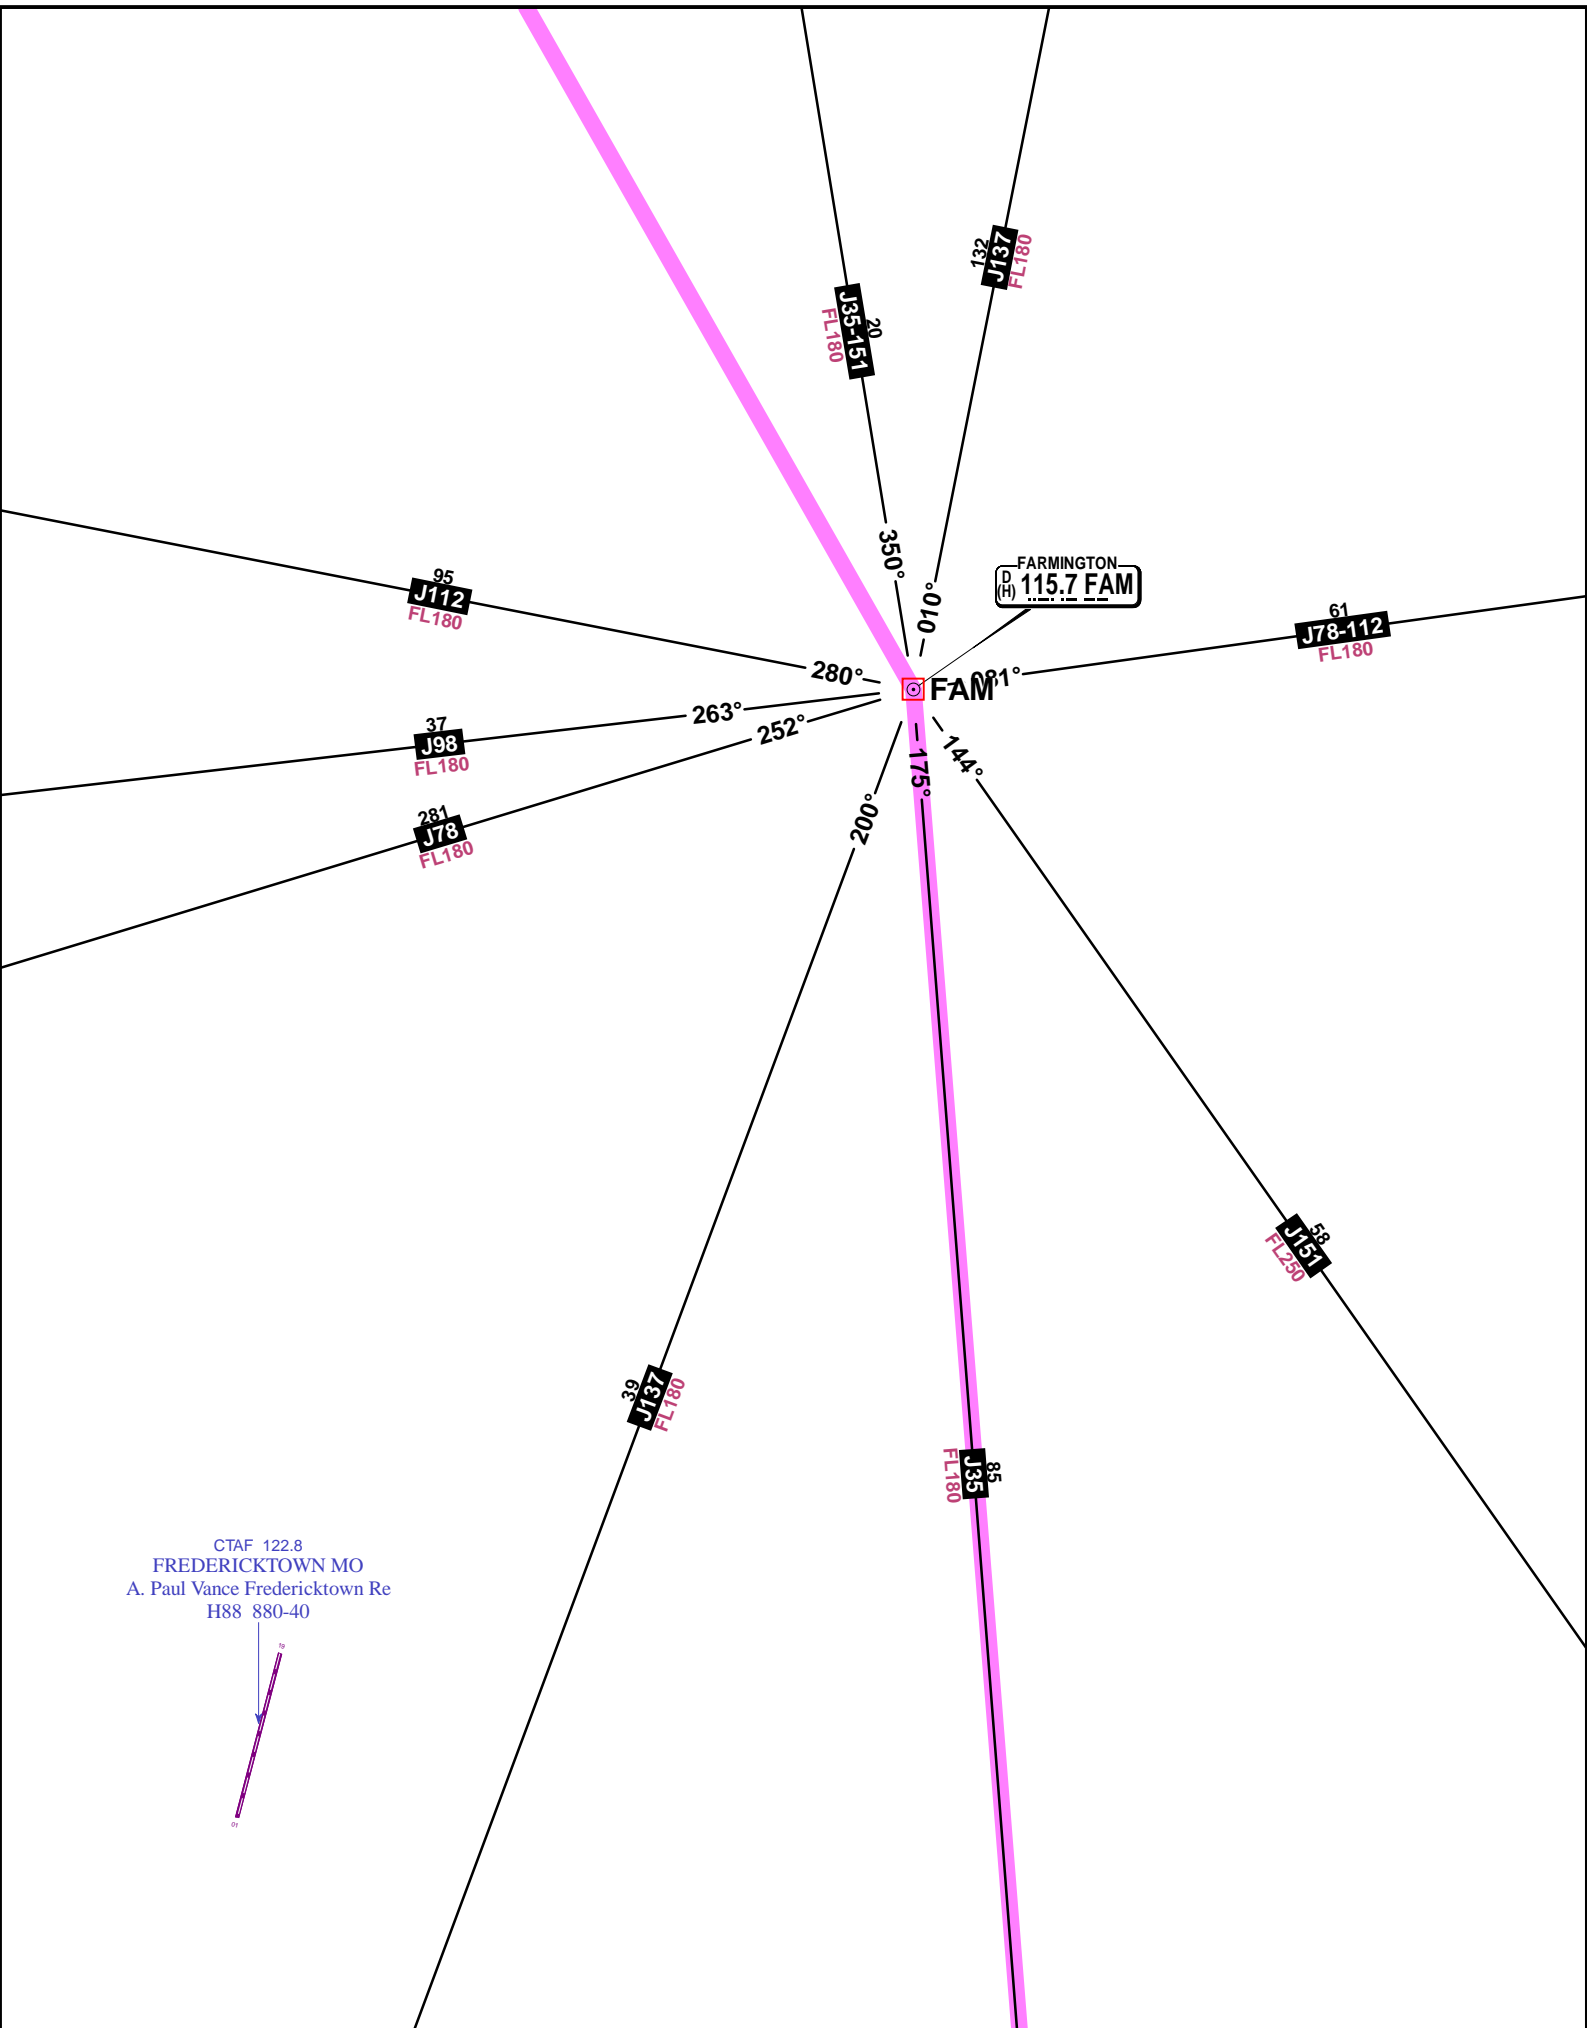 132
J137
FL180
J35-151
20
FL180
350°
010°
FARMINGTON
D
(H) 115.7 FAM
95
J112
FL180
61
J78-112
FL180
280°
081°
FAM
263°
37
J98
FL180
252°
281
J78
FL180
175°
144°
200°
58
J151
FL250
39
J137
FL180
85
J35
FL180
CTAF 122.8
FREDERICKTOWN MO
A. Paul Vance Fredericktown Re
H88 880-40
19
01